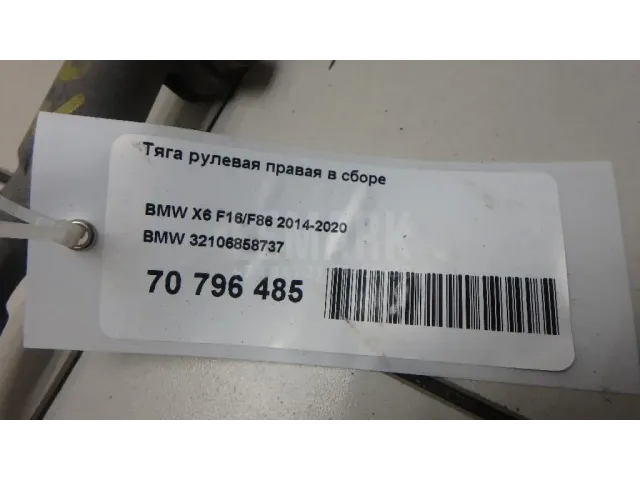 Тяга рулевая правая в сборе
BMW X6 F16/F86 2014-2020
BMW 32106858737
70 796 485